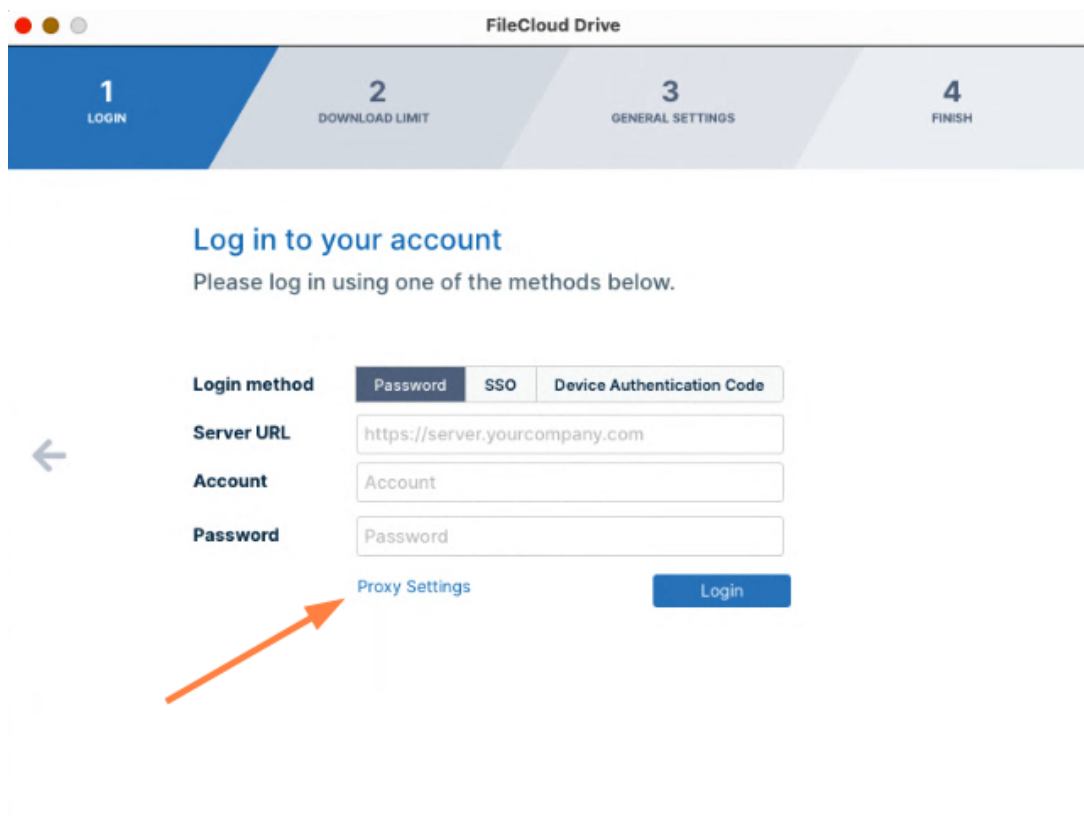 FileCloud Drive
1
LOGIN
2
DOWNLOAD LIMIT
3
GENERAL SETTINGS
4
FINISH
Log in to your account
Please log in using one of the methods below.
Login method Password SSO Device Authentication Code
Server URL https://server.yourcompany.com
Account Account
Password Password
Proxy Settings Login